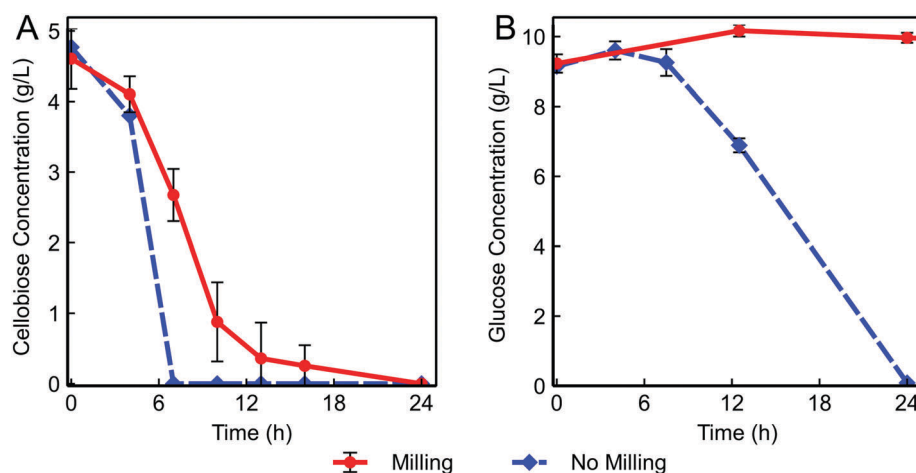 A
Cellobiose Concentration (g/L)
5
4
3
2
1
0
0 6 12 18 24
Time (h)
B
Glucose Concentration (g/L)
10
8
6
4
2
0
0 6 12 18 24
Time (h)
Milling No Milling